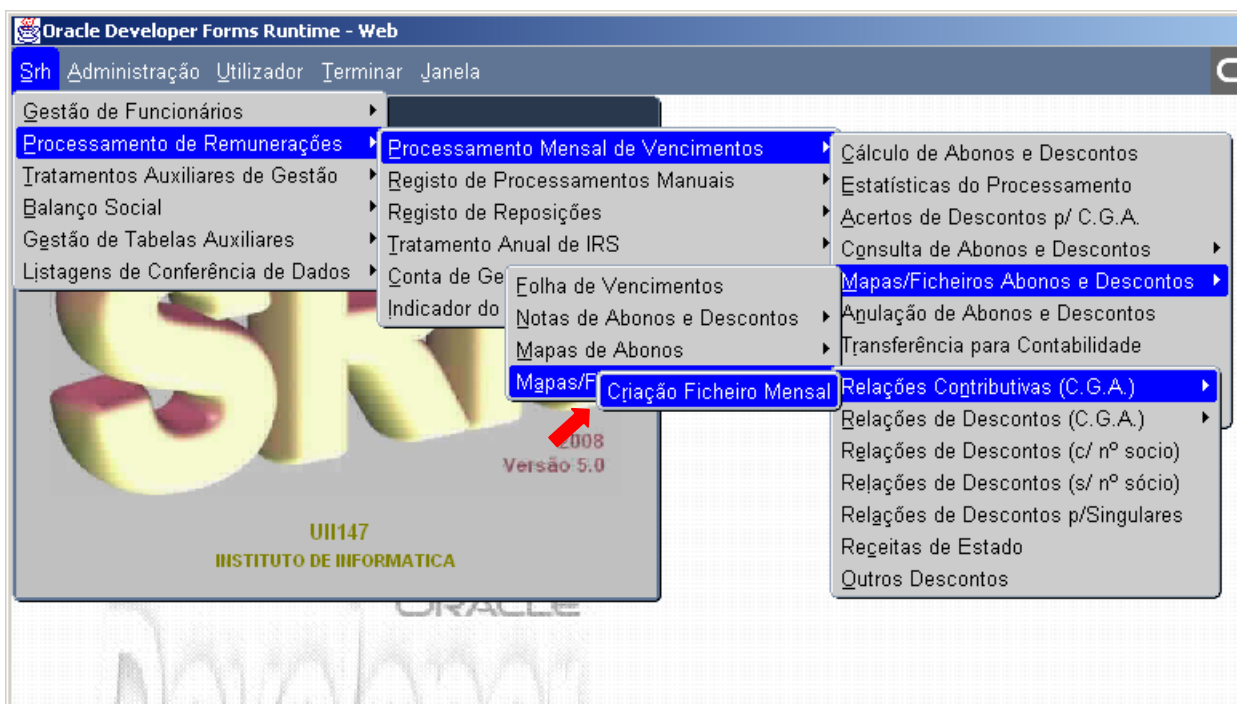 Oracle Developer Forms Runtime - Web
Srh Administração Utilizador Terminar Janela
Gestão de Funcionários
Processamento de Remunerações
Tratamentos Auxiliares de Gestão
Balanço Social
Gestão de Tabelas Auxiliares
Listagens de Conferência de Dados
Processamento Mensal de Vencimentos
Registo de Processamentos Manuais
Registo de Reposições
Tratamento Anual de IRS
Conta de Ge
Indicador do
Cálculo de Abonos e Descontos
Estatísticas do Processamento
Acertos de Descontos p/ C.G.A.
Consulta de Abonos e Descontos
Mapas/Ficheiros Abonos e Descontos
Anulação de Abonos e Descontos
Transferência para Contabilidade
Folha de Vencimentos
Notas de Abonos e Descontos
Mapas de Abonos
Mapas/F
Criação Ficheiro Mensal
Relações Contributivas (C.G.A.)
Relações de Descontos (C.G.A.)
Relações de Descontos (c/ nº socio)
Relações de Descontos (s/ nº sócio)
Relações de Descontos p/Singulares
Receitas de Estado
Outros Descontos
2008
Versão 5.0
UII147
INSTITUTO DE INFORMATICA
ORACLE